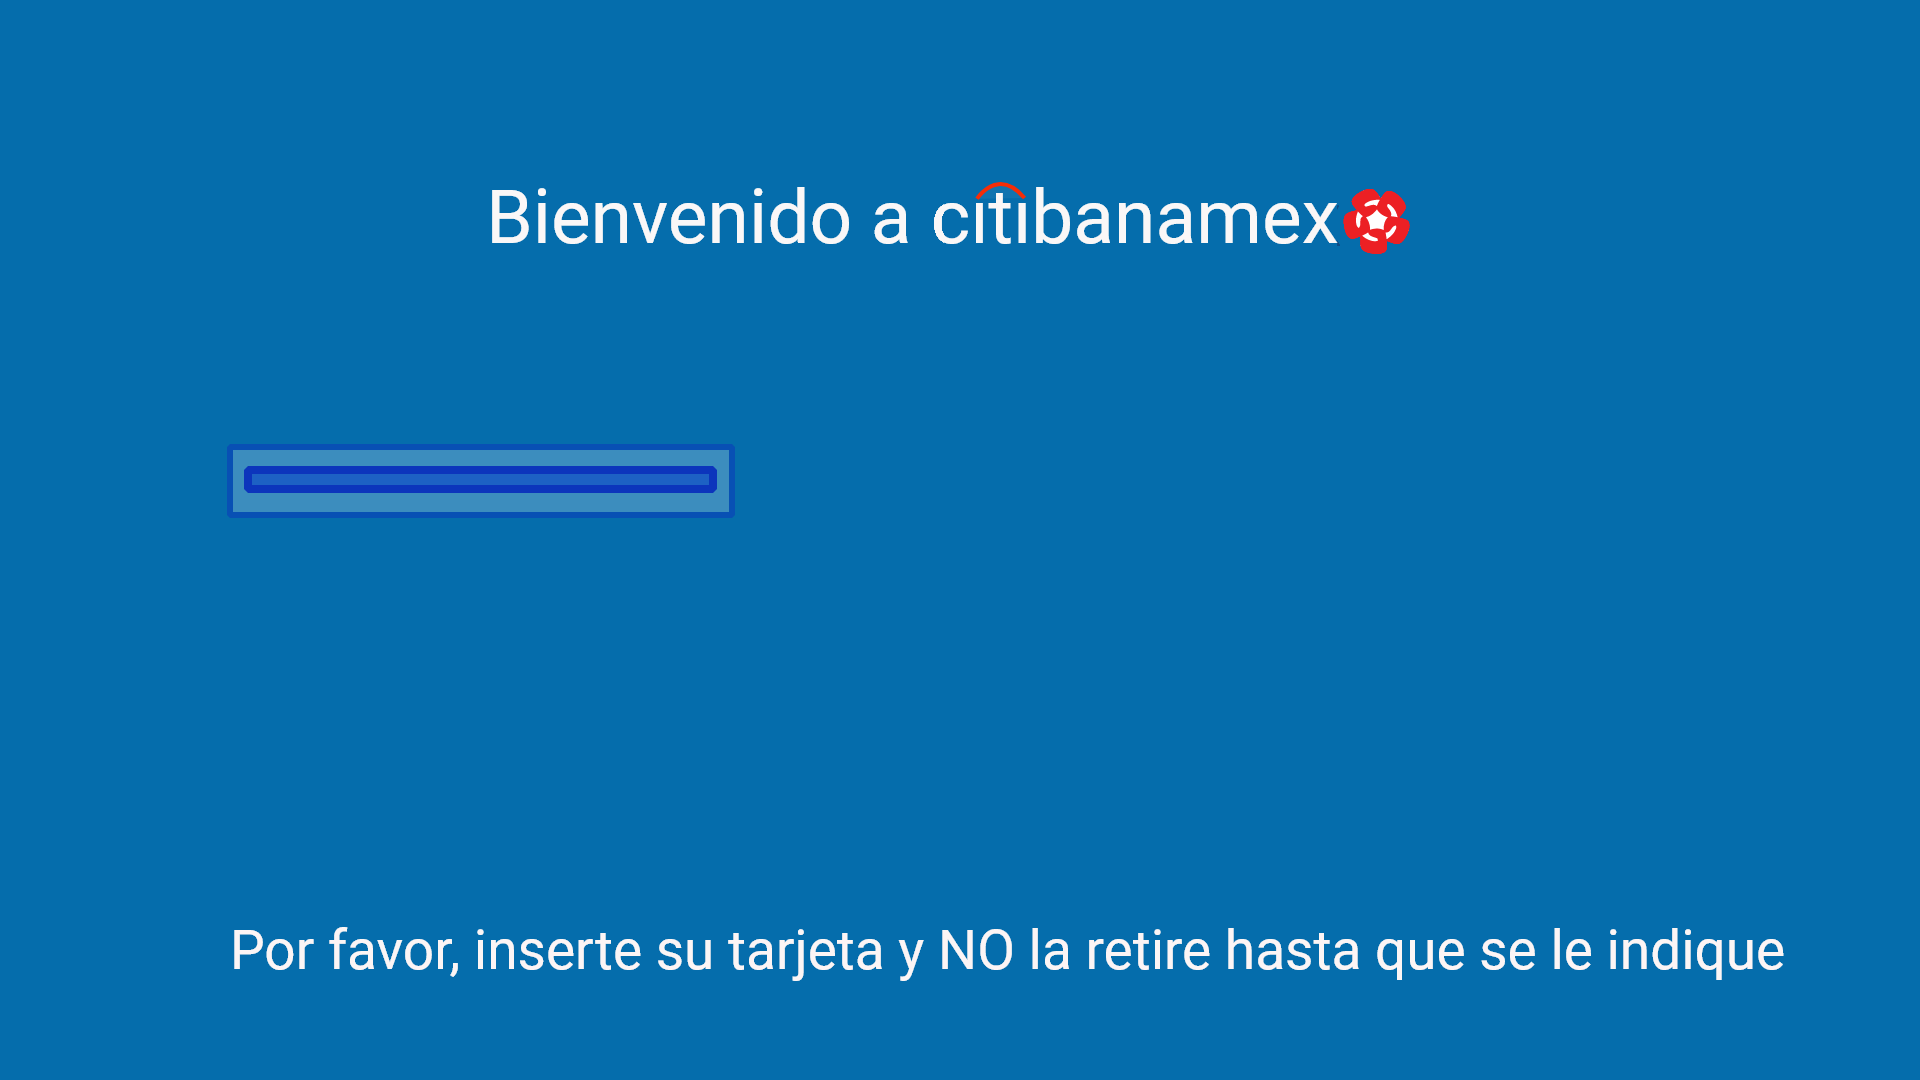 Bienvenido a citibanamex
Por favor, inserte su tarjeta y NO la retire hasta que se le indique